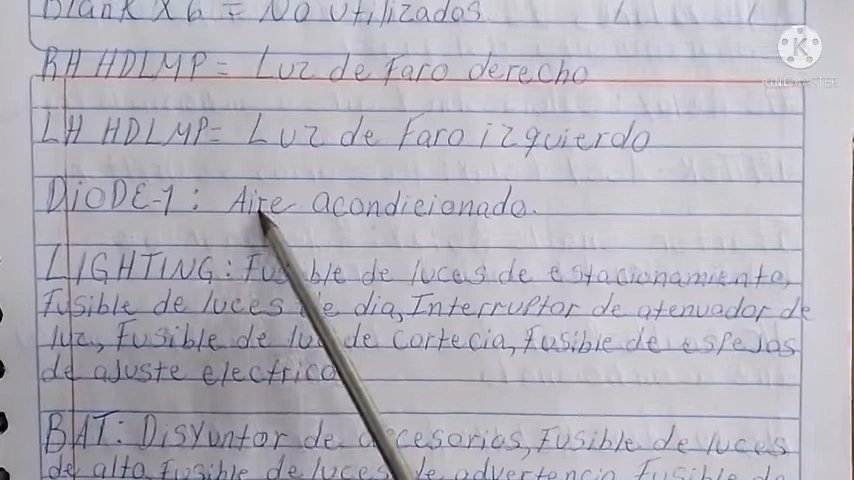 Blank x 6 = No utilizados
RH HDLMP = Luz de Faro derecho
LH HDLMP= Luz de Faro izquierdo
DiODE-1: Aire acondicionado.
LIGHTING: Fusible de luces de estacionamiento,
Fusible de luces de dia, Interruptor de atenuador de
luz, Fusible de luz de cortecia, Fusible de espejos
de ajuste electrico
BAT: Disyuntor de accesorios, Fusible de luces
de alto, Fusible de luces de advertencia, Fusible de
KINEMASTER